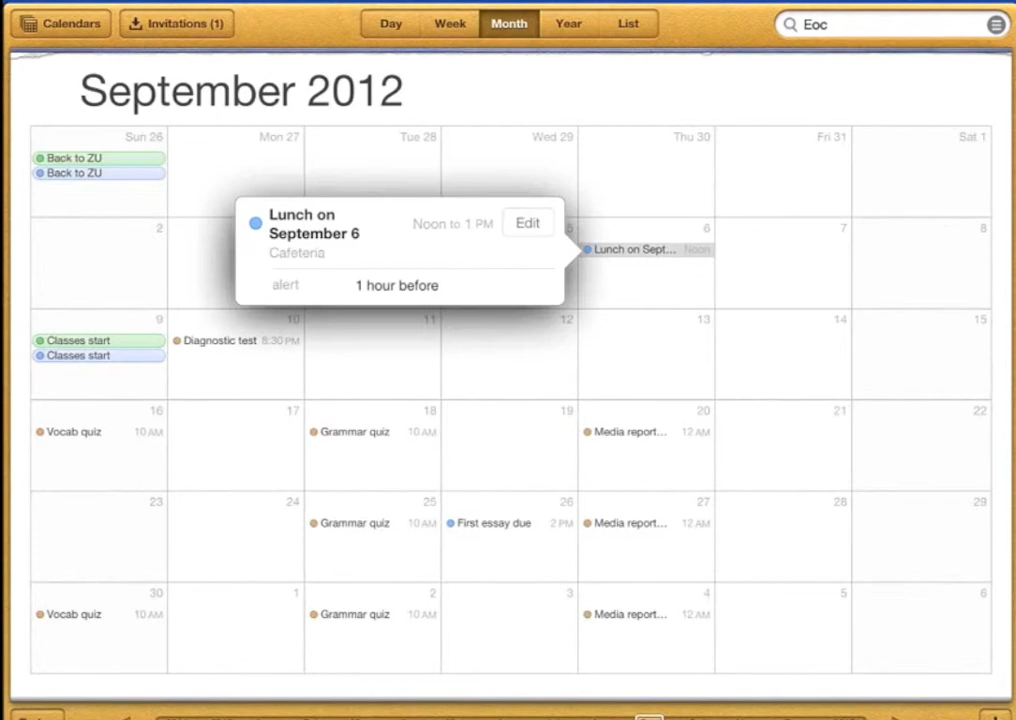 Calendars
Invitations (1)
Day Week Month Year List
Eoc
September 2012
Sun 26 Mon 27 Tue 28 Wed 29 Thu 30 Fri 31 Sat 1
Back to ZU
Back to ZU
2 5 6 7 8
Lunch on
September 6
Noon to 1 PM
Edit
Cafeteria
alert 1 hour before
Lunch on Sept... Noon
9 10 11 12 13 14 15
Classes start
Diagnostic test 8:30 PM
Classes start
16 17 18 19 20 21 22
Vocab quiz 10 AM Grammar quiz 10 AM Media report... 12 AM
23 24 25 26 27 28 29
Grammar quiz 10 AM First essay due 2 PM Media report... 12 AM
30 1 2 3 4 5 6
Vocab quiz 10 AM Grammar quiz 10 AM Media report... 12 AM